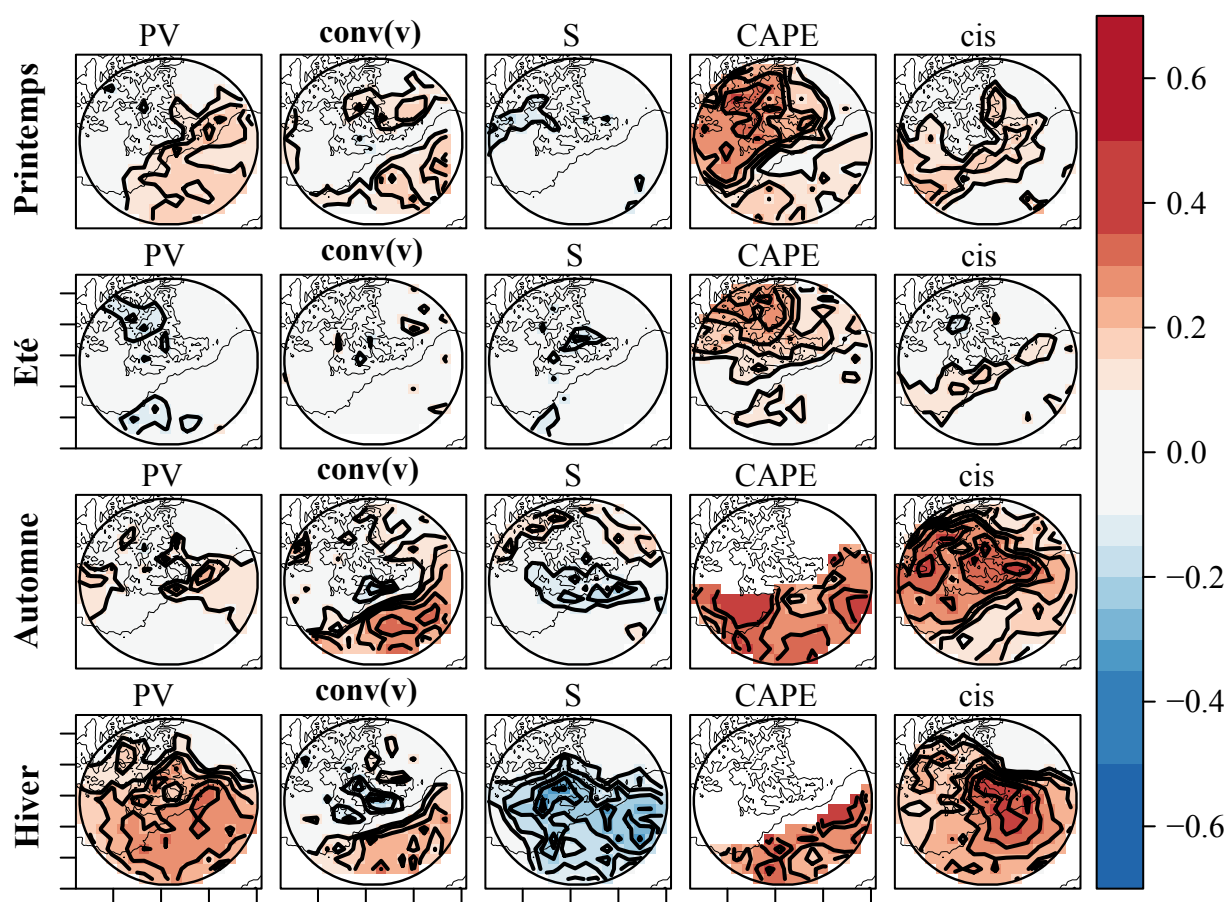 PV conv(v) S CAPE cis
Printemps
PV conv(v) S CAPE cis
Eté
PV conv(v) S CAPE cis
Automne
PV conv(v) S CAPE cis
Hiver
0.6
0.4
0.2
0.0
−0.2
−0.4
−0.6